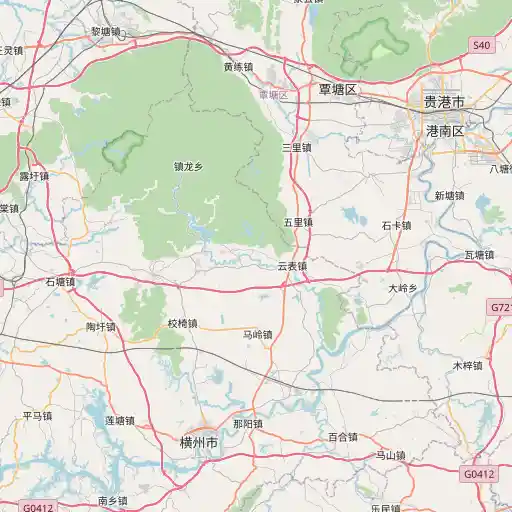 黎塘镇
黄练镇
S40
覃塘区
覃塘区
贵港市
港南区
三里镇
镇龙乡
露圩镇
新塘镇
五里镇
石卡镇
瓦塘镇
云表镇
石塘镇
大岭乡
陶圩镇
校椅镇
马岭镇
木梓镇
平马镇
莲塘镇
那阳镇
横州市
百合镇
马山镇
G0412
南乡镇
G0412
乐民镇